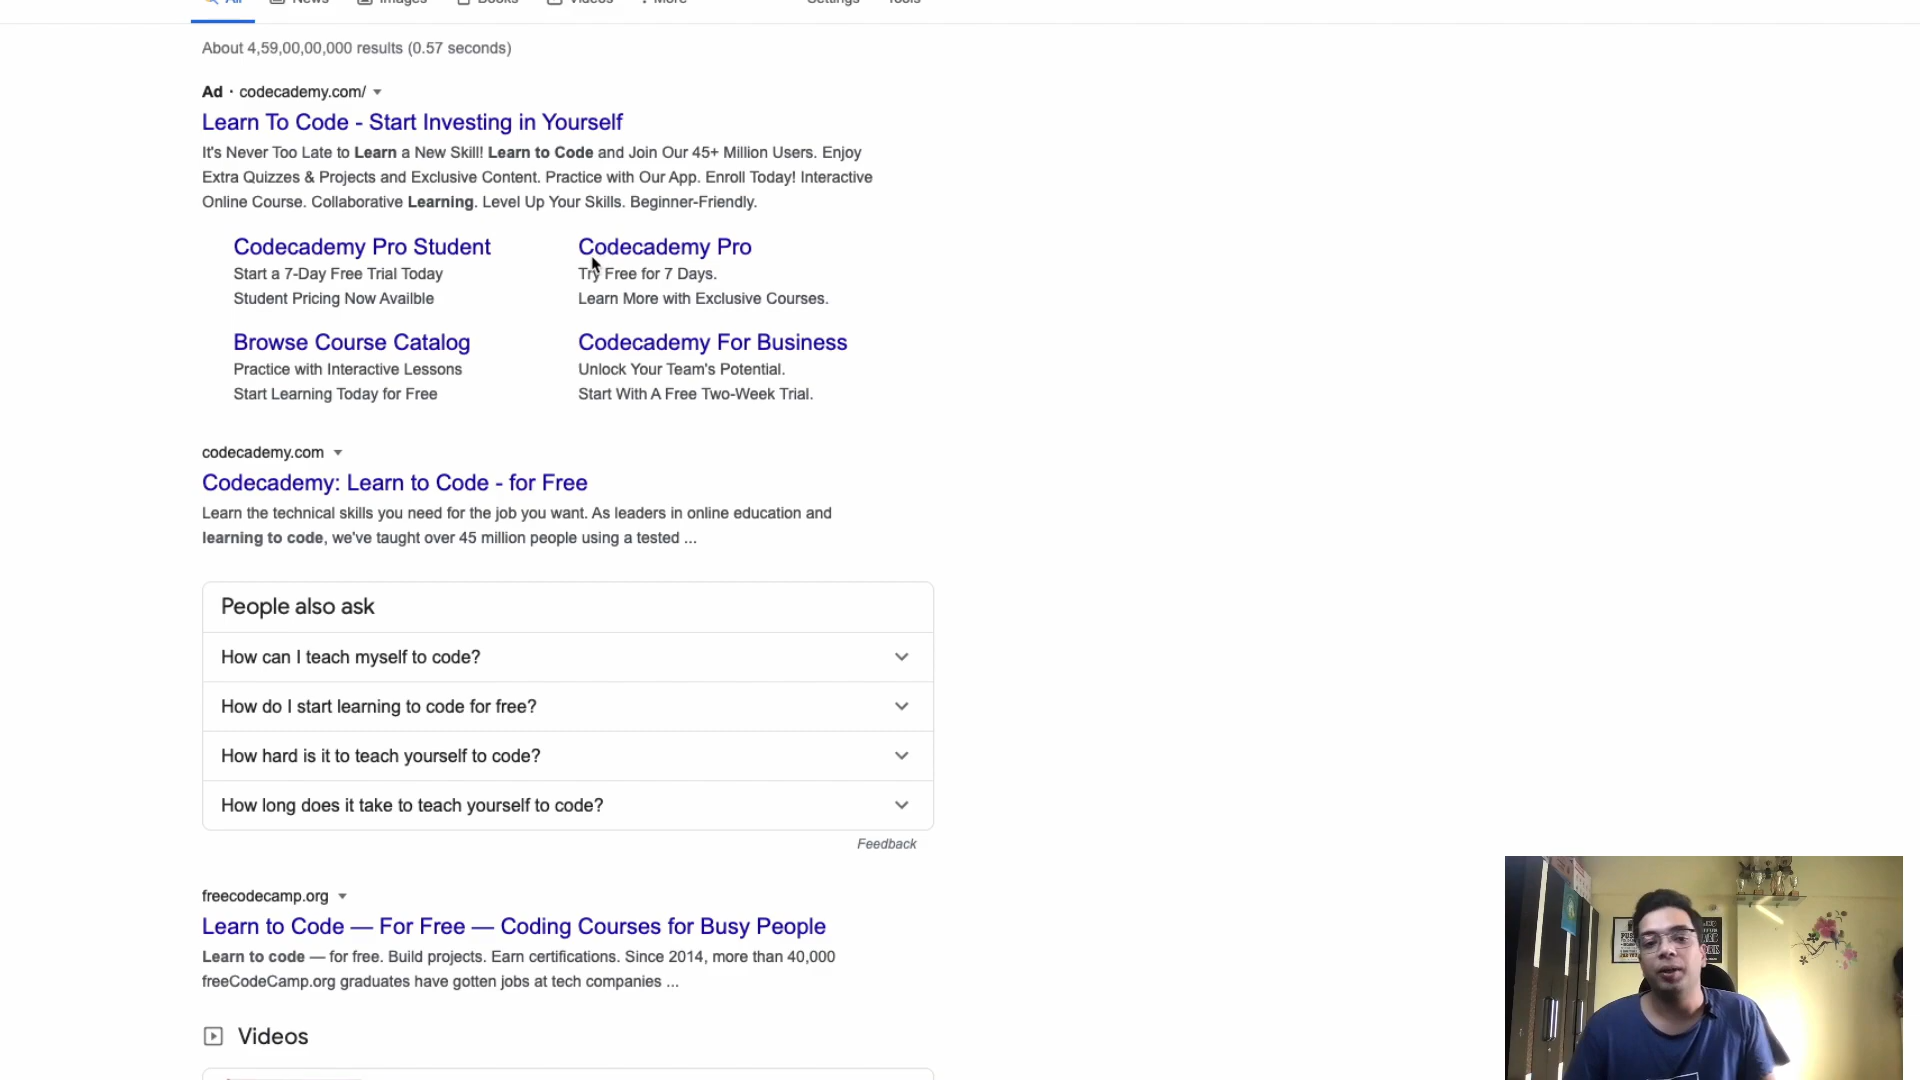 All News Images Books Videos More Settings Tools
About 4,59,00,00,000 results (0.57 seconds)
Ad · codecademy.com/
Learn To Code - Start Investing in Yourself
It's Never Too Late to Learn a New Skill! Learn to Code and Join Our 45+ Million Users. Enjoy
Extra Quizzes & Projects and Exclusive Content. Practice with Our App. Enroll Today! Interactive
Online Course. Collaborative Learning. Level Up Your Skills. Beginner-Friendly.
Codecademy Pro Student
Start a 7-Day Free Trial Today
Student Pricing Now Availble
Codecademy Pro
Try Free for 7 Days.
Learn More with Exclusive Courses.
Browse Course Catalog
Practice with Interactive Lessons
Start Learning Today for Free
Codecademy For Business
Unlock Your Team's Potential.
Start With A Free Two-Week Trial.
codecademy.com
Codecademy: Learn to Code - for Free
Learn the technical skills you need for the job you want. As leaders in online education and
learning to code, we've taught over 45 million people using a tested ...
People also ask
How can I teach myself to code?
How do I start learning to code for free?
How hard is it to teach yourself to code?
How long does it take to teach yourself to code?
Feedback
freecodecamp.org
Learn to Code — For Free — Coding Courses for Busy People
Learn to code — for free. Build projects. Earn certifications. Since 2014, more than 40,000
freeCodeCamp.org graduates have gotten jobs at tech companies ...
Videos